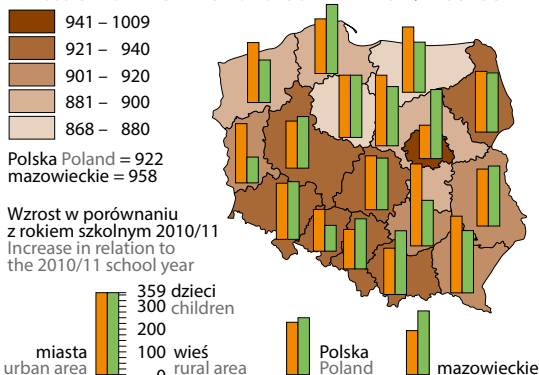 941 – 1009
921 – 940
901 – 920
881 – 900
868 – 880
Polska Poland = 922
mazowieckie = 958
Wzrost w porównaniu
z rokiem szkolnym 2010/11
Increase in relation to
the 2010/11 school year
359 dzieci
300 children
200
100
0
miasta
urban area
wieś
rural area
Polska
Poland
mazowieckie